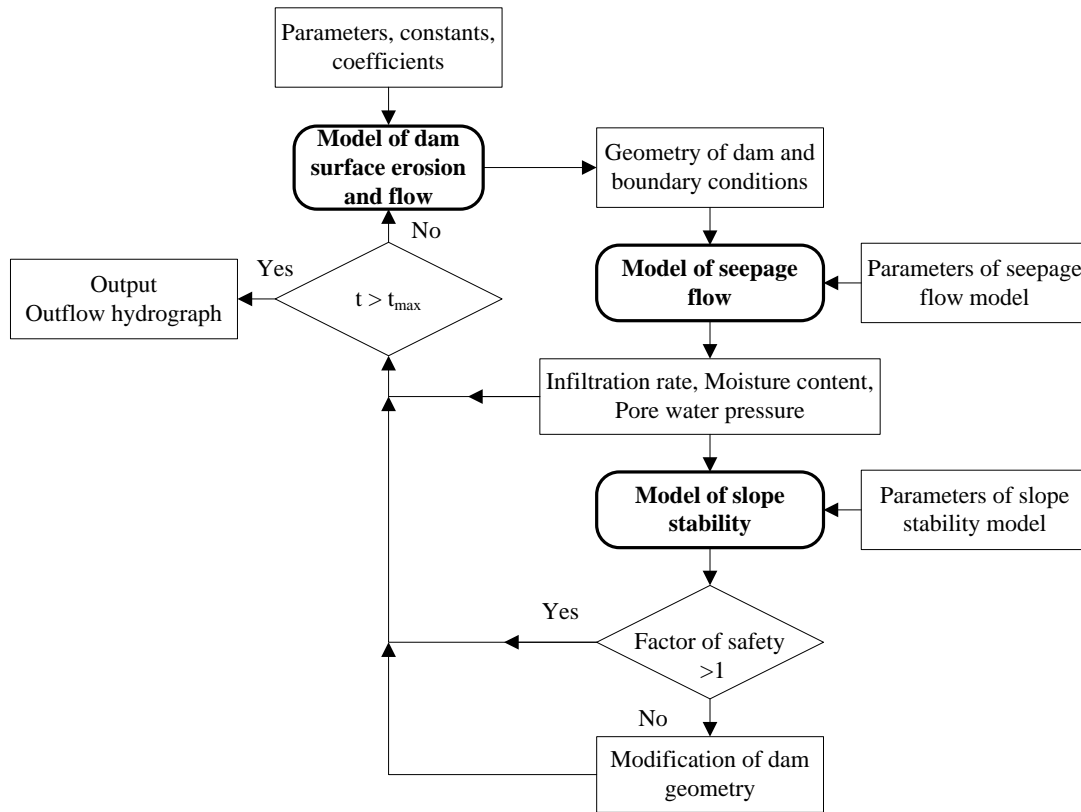 Parameters, constants,
coefficients
Model of dam
surface erosion
and flow
Geometry of dam and
boundary conditions
No
Yes
Output
Outflow hydrograph
t > tmax
Model of seepage
flow
Parameters of seepage
flow model
Infiltration rate, Moisture content,
Pore water pressure
Model of slope
stability
Parameters of slope
stability model
Yes
Factor of safety
>1
No
Modification of dam
geometry